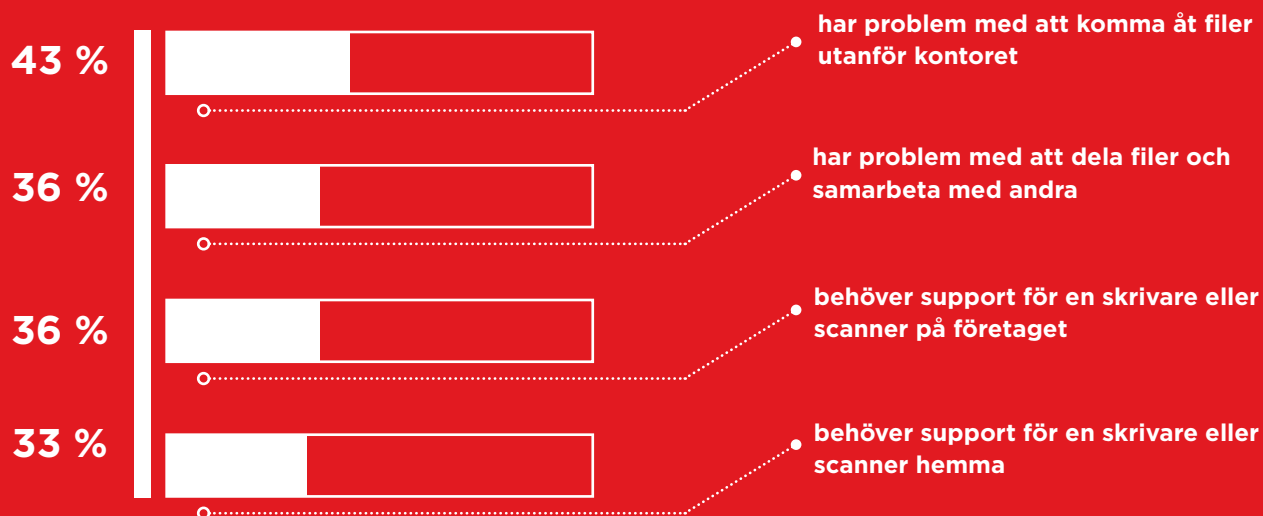 43 %
har problem med att komma åt filer
utanför kontoret
36 %
har problem med att dela filer och
samarbeta med andra
36 %
behöver support för en skrivare eller
scanner på företaget
33 %
behöver support för en skrivare eller
scanner hemma